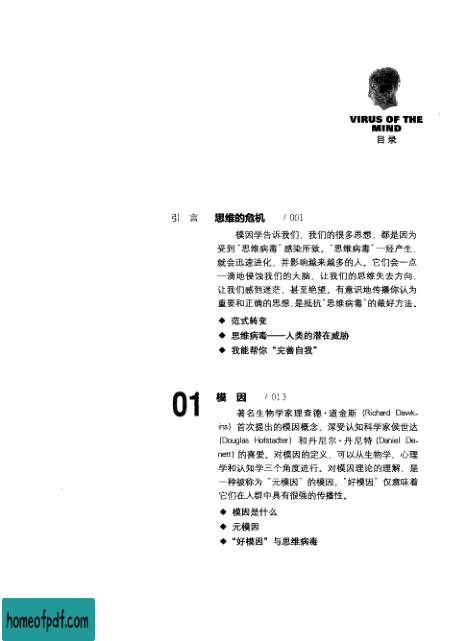 VIRUS OF THE
MIND
目录
引 言 思维的危机 / 001
模因学告诉我们，我们的很多思想，都是因为
受到“思维病毒”感染所致。“思维病毒”一经产生，
就会迅速进化，并影响越来越多的人。它们会一点
一滴地侵蚀我们的大脑，让我们的思维失去方向，
让我们感到迷茫，甚至绝望。有意识地传播你认为
重要和正确的思想，是抵抗“思维病毒”的最好方法。
◆ 范式转变
◆ 思维病毒——人类的潜在威胁
◆ 我能帮你“完善自我”
01 模 因 / 013
著名生物学家理查德·道金斯（Richard Dawk-
ins）首次提出的模因概念，深受认知科学家侯世达
（Douglas Hofstadter）和丹尼尔·丹尼特（Daniel De-
nett）的喜爱。对模因的定义，可以从生物学、心理
学和认知学三个角度进行。对模因理论的理解，是
一种被称为“元模因”的模因，“好模因”仅意味着
它们在人群中具有很强的传播性。
◆ 模因是什么
◆ 元模因
◆ “好模因”与思维病毒
homeofpdf.com